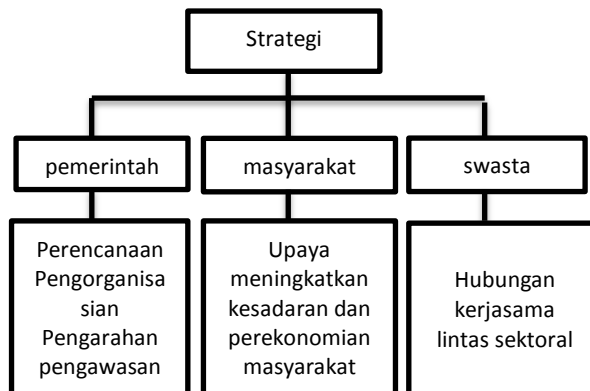 Strategi
pemerintah
masyarakat
swasta
Perencanaan
Pengorganisa
sian
Pengarahan
pengawasan
Upaya
meningkatkan
kesadaran dan
perekonomian
masyarakat
Hubungan
kerjasama
lintas sektoral